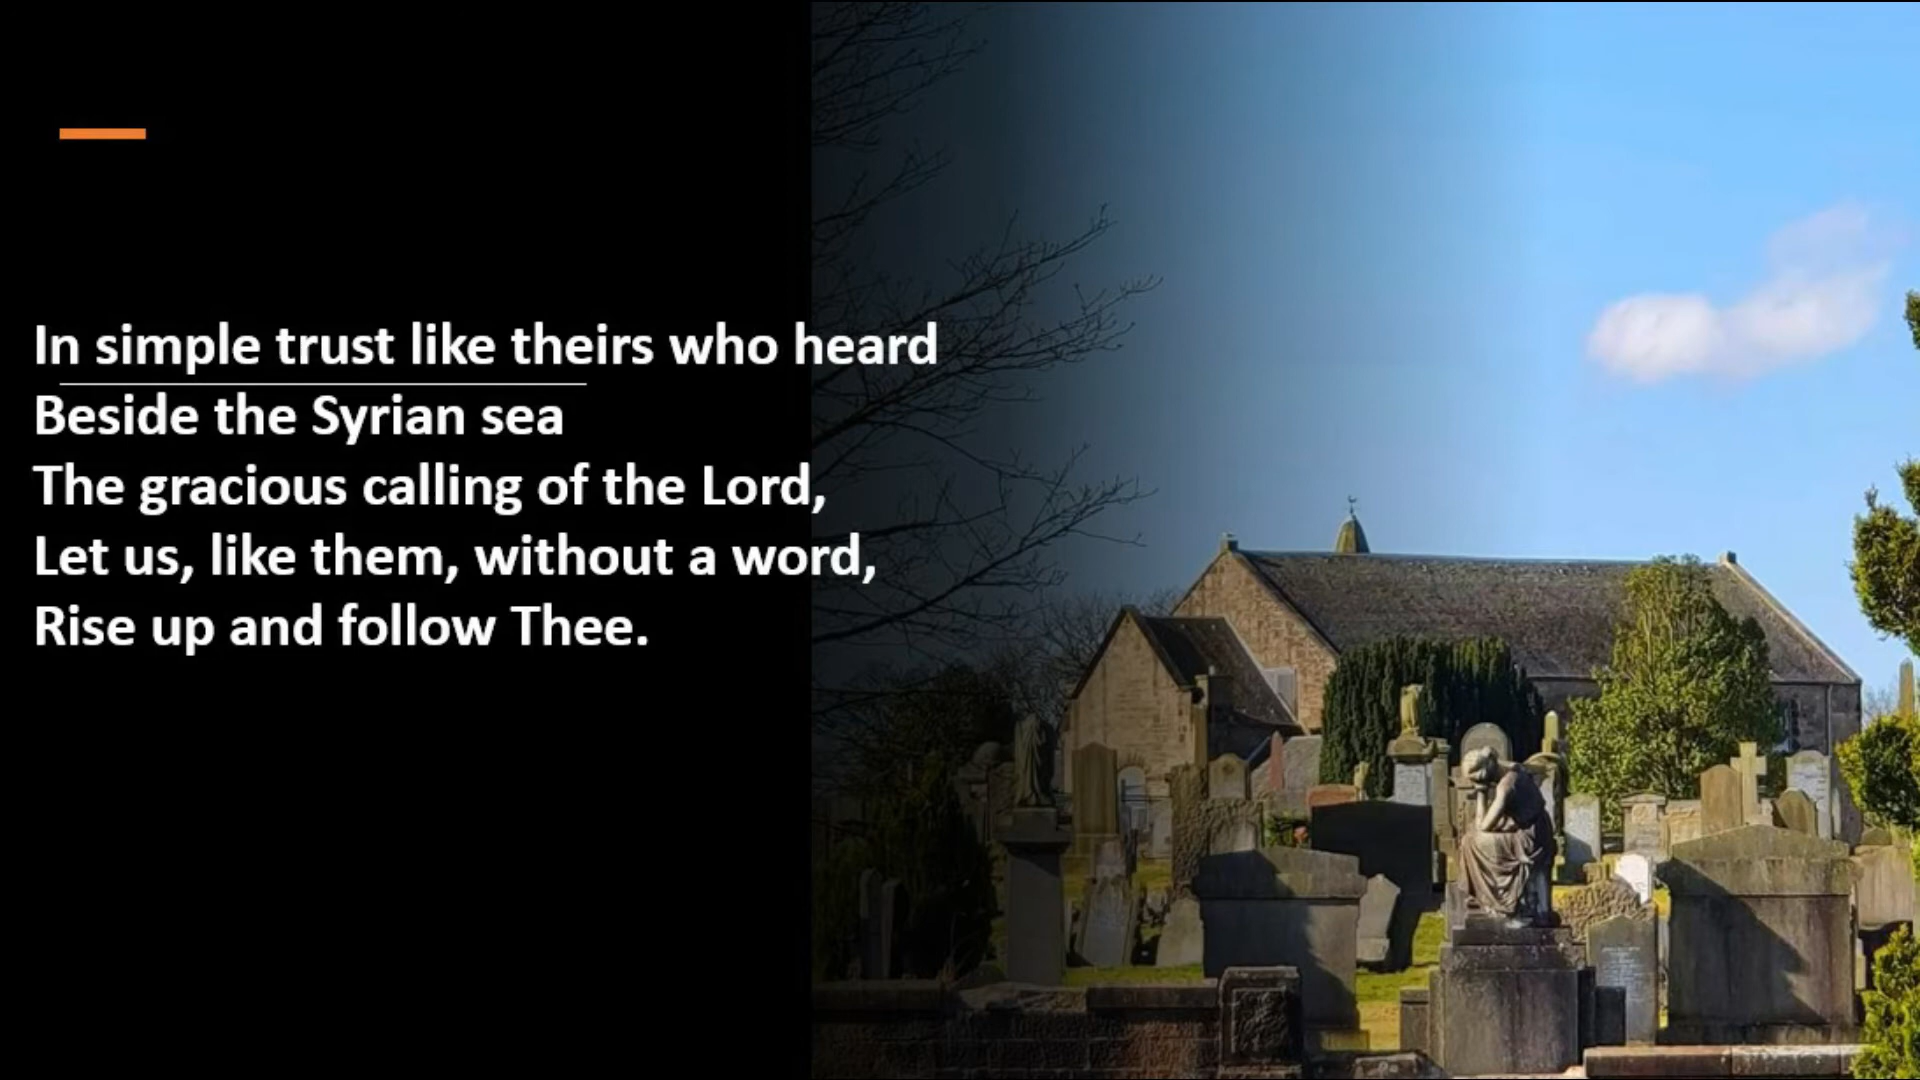 In simple trust like theirs who heard
Beside the Syrian sea
The gracious calling of the Lord,
Let us, like them, without a word,
Rise up and follow Thee.